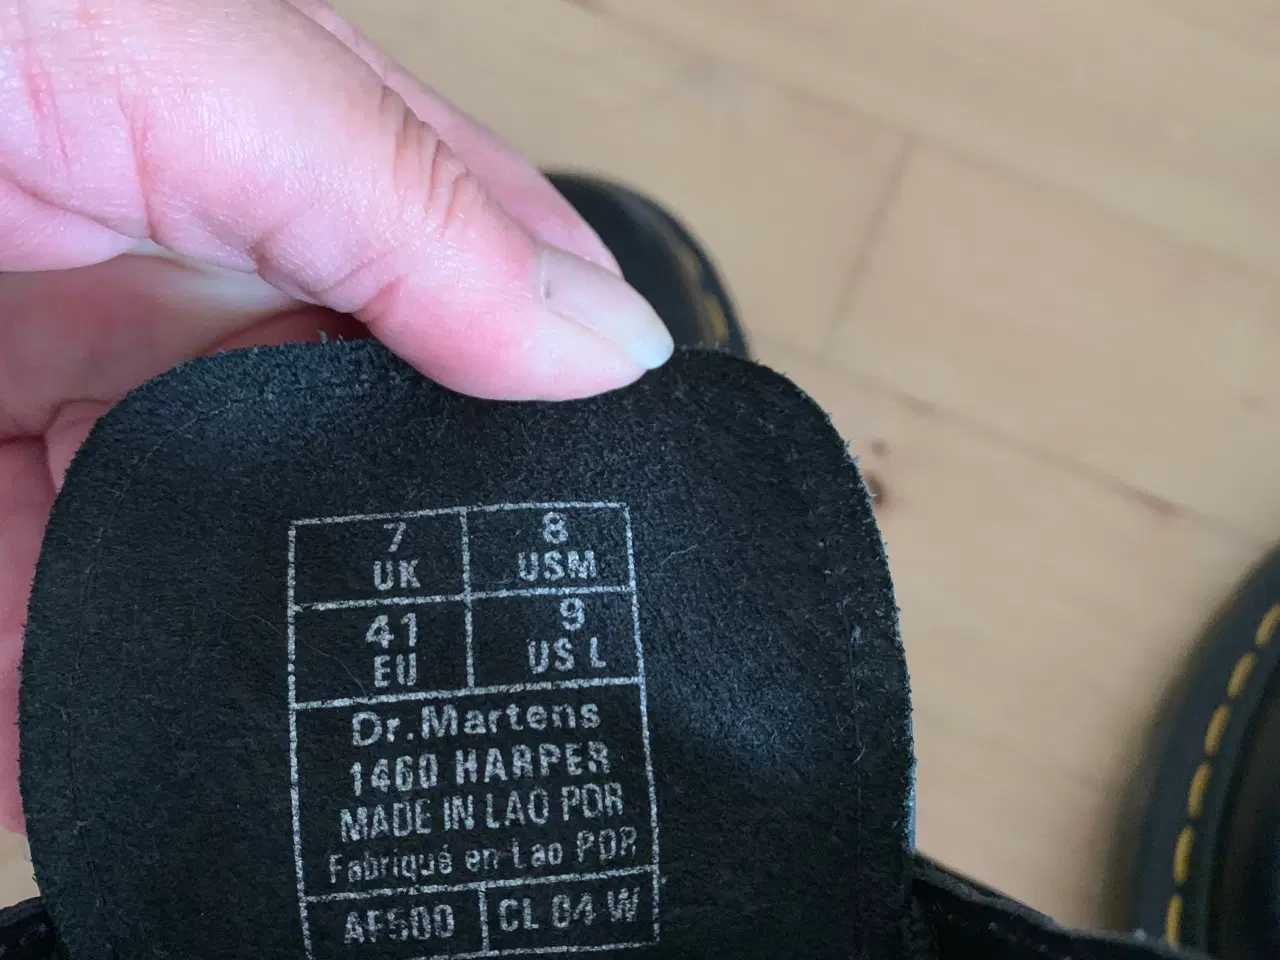 7 8
UK USM
41 9
EU US L
Dr.Martens
1460 HARPER
MADE IN LAO PDR
Fabriqué en Lao PDR
AF500 CL 04 W